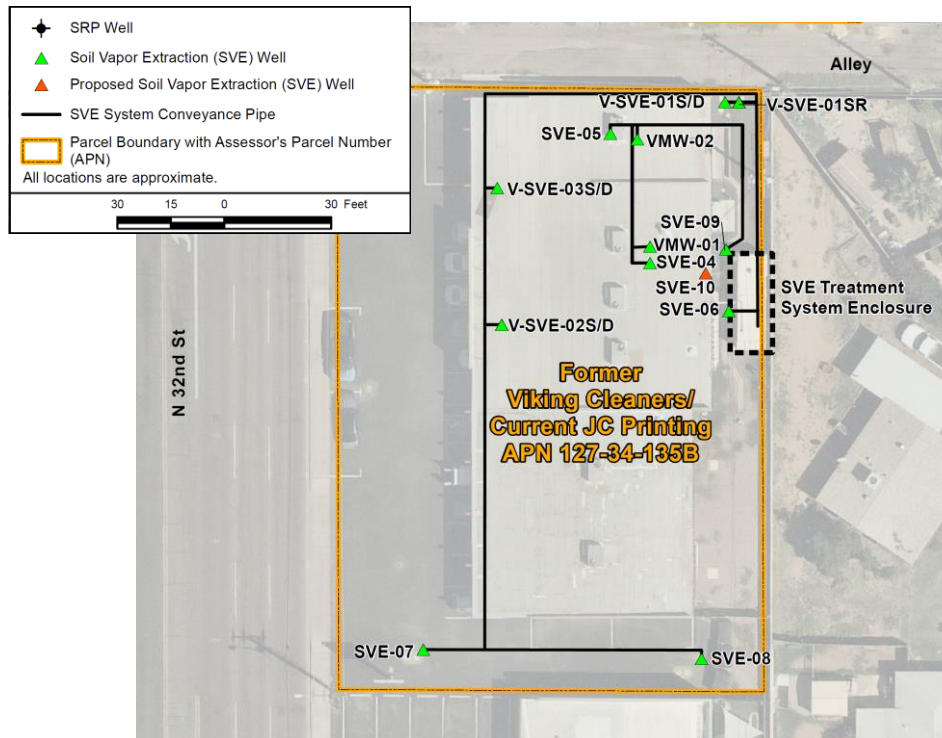 SRP Well
Soil Vapor Extraction (SVE) Well
Proposed Soil Vapor Extraction (SVE) Well
SVE System Conveyance Pipe
Parcel Boundary with Assessor's Parcel Number
(APN)
All locations are approximate.
30 15 0 30 Feet
Alley
V-SVE-01S/D
V-SVE-01SR
SVE-05
VMW-02
V-SVE-03S/D
SVE-09
VMW-01
SVE-04
SVE-10
SVE-06
SVE Treatment
System Enclosure
V-SVE-02S/D
N 32nd St
Former
Viking Cleaners/
Current JC Printing
APN 127-34-135B
SVE-07
SVE-08